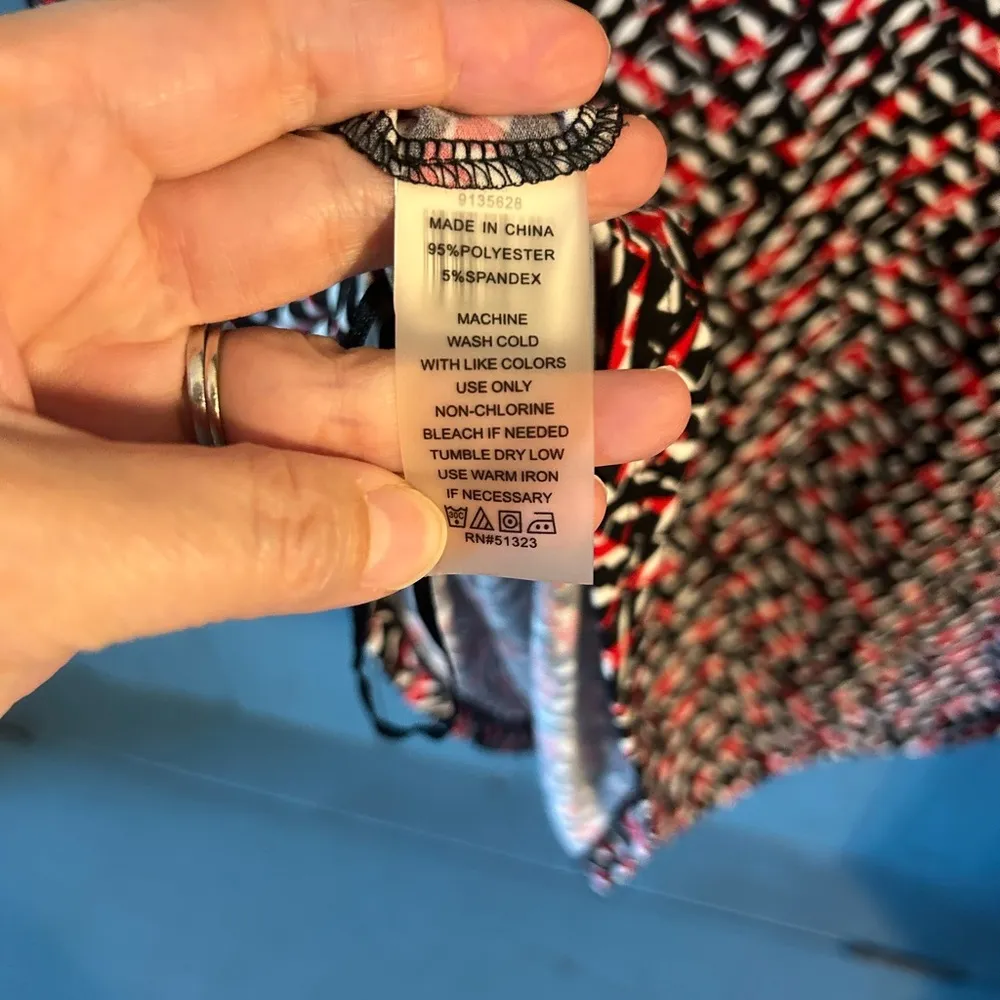 9135628
MADE IN CHINA
95%POLYESTER
5%SPANDEX
MACHINE
WASH COLD
WITH LIKE COLORS
USE ONLY
NON-CHLORINE
BLEACH IF NEEDED
TUMBLE DRY LOW
USE WARM IRON
IF NECESSARY
30C
RN#51323